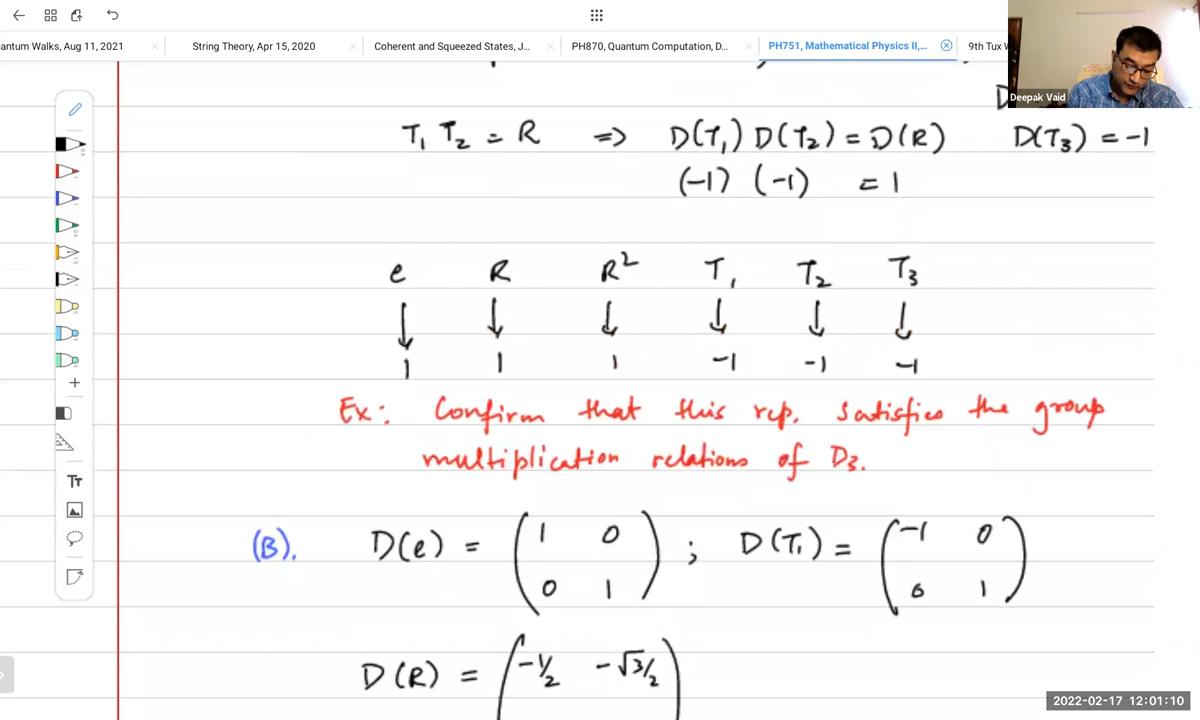 antum Walks, Aug 11, 2021 String Theory, Apr 15, 2020 Coherent and Squeezed States, J... PH870, Quantum Computation, D... PH751, Mathematical Physics II,... 9th Tux W
Deepak Vaid
T₁ T₂ = R ⇒ D(T₁) D(T₂) = D(R) D(T₃) = -1
(-1) (-1) = 1
e R R² T₁ T₂ T₃
↓ ↓ ↓ ↓ ↓ ↓
1 1 1 -1 -1 -1
Ex: Confirm that this rep. satisfies the group
multiplication relations of D₃.
(B). D(e) = (1 0 ; D(T₁) = (-1 0
0 1) 0 1)
D(R) = (-1/2 -√3/2)
Tт
2022-02-17 12:01:10